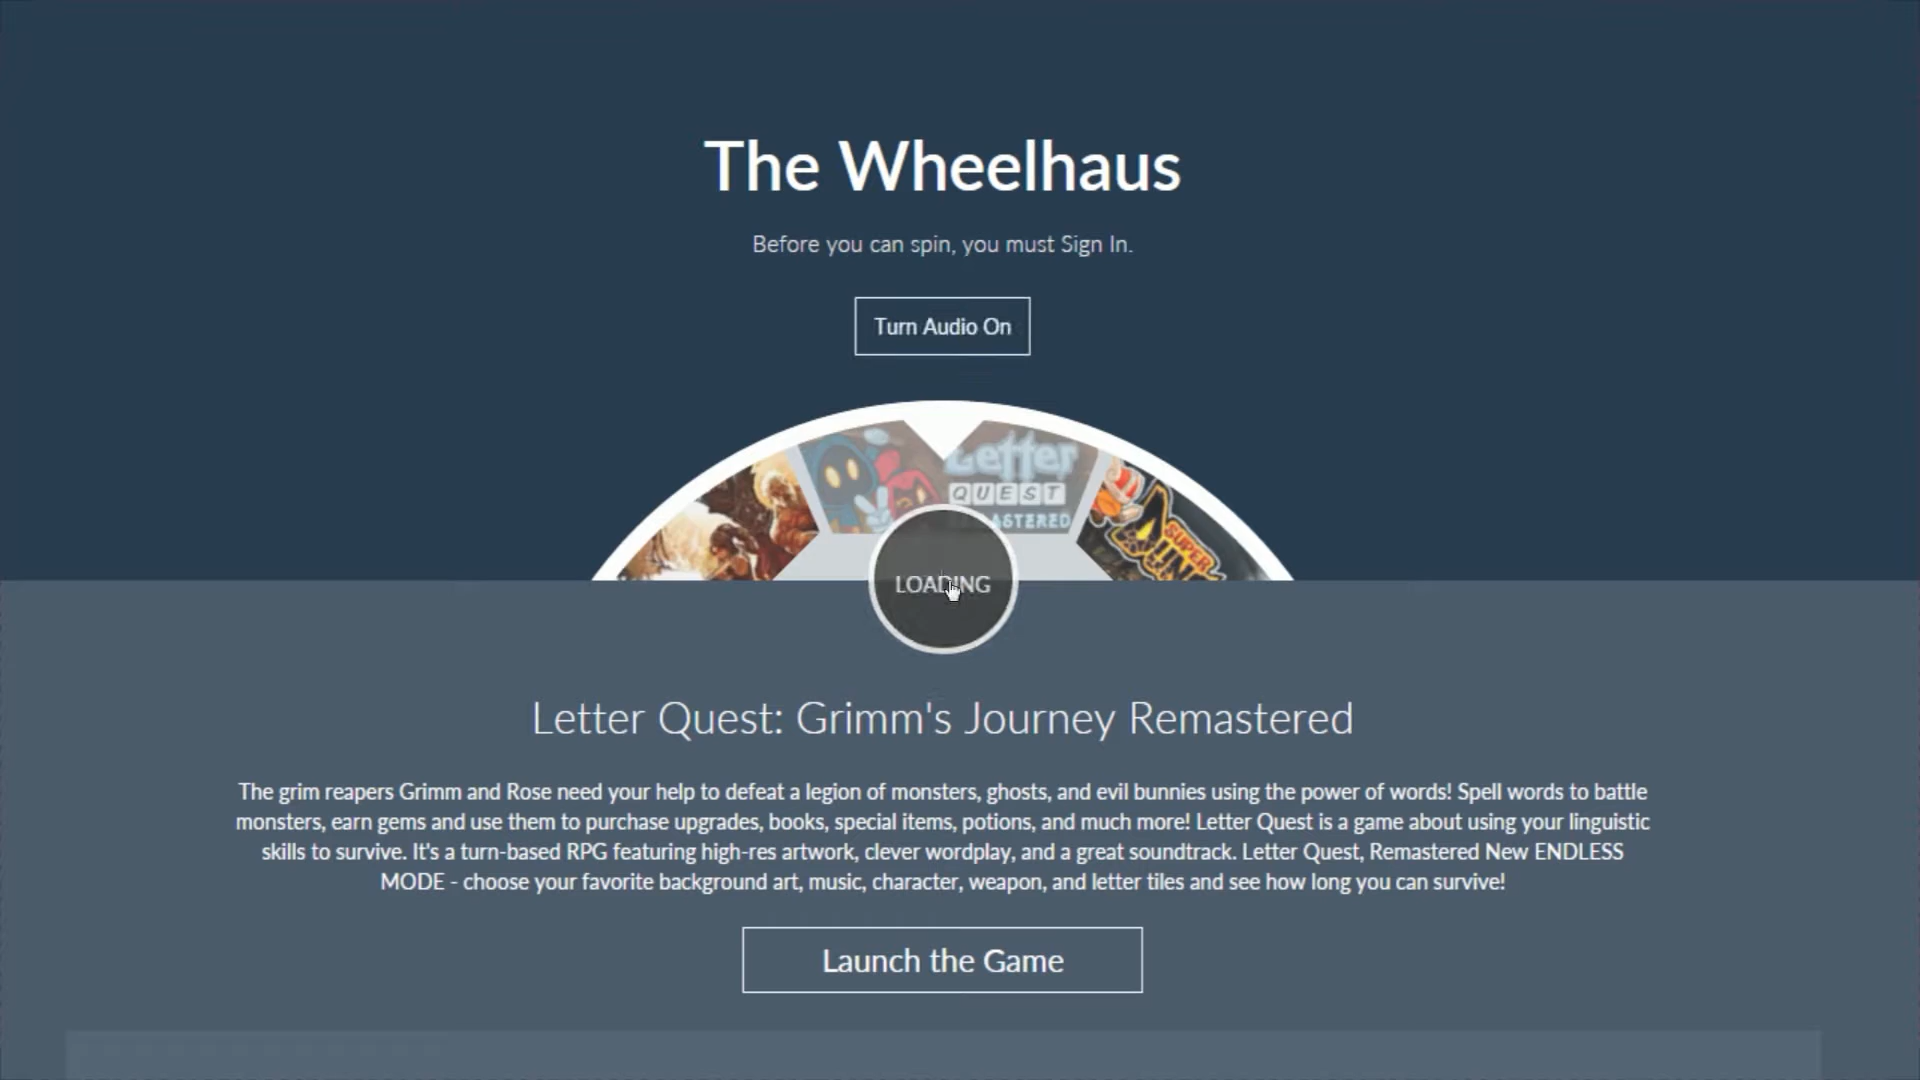 The Wheelhaus
Before you can spin, you must Sign In.
Turn Audio On
Letter
QUEST
ASTERED
SUPER
LOADING
Letter Quest: Grimm's Journey Remastered
The grim reapers Grimm and Rose need your help to defeat a legion of monsters, ghosts, and evil bunnies using the power of words! Spell words to battle
monsters, earn gems and use them to purchase upgrades, books, special items, potions, and much more! Letter Quest is a game about using your linguistic
skills to survive. It's a turn-based RPG featuring high-res artwork, clever wordplay, and a great soundtrack. Letter Quest, Remastered New ENDLESS
MODE - choose your favorite background art, music, character, weapon, and letter tiles and see how long you can survive!
Launch the Game